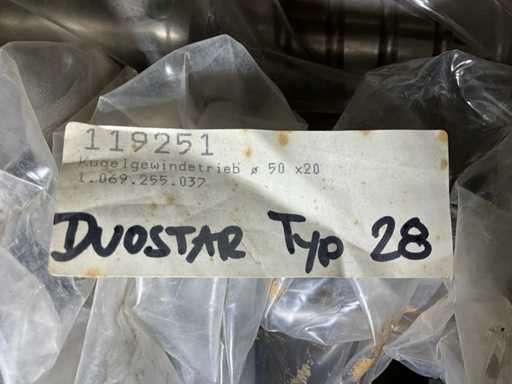 119251
Kugelgewindetrieb ø 50 x20
1.069.255.037
DUOSTAR Typ 28